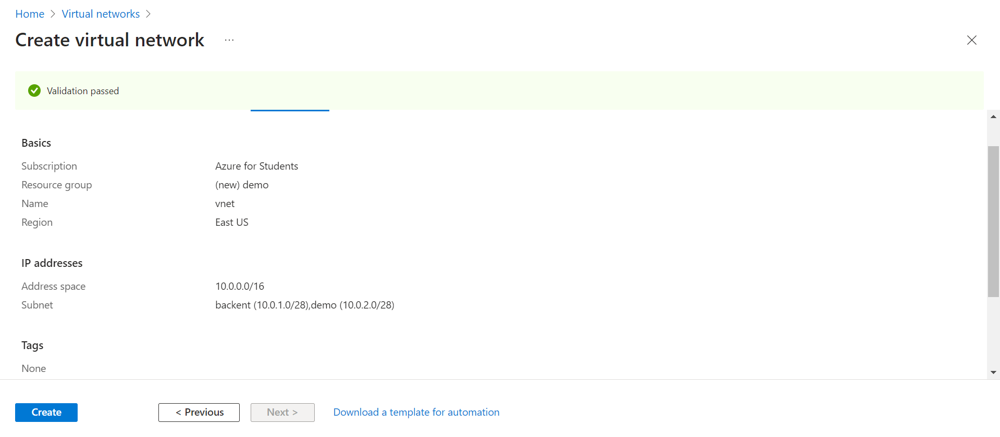 Home > Virtual networks >
Create virtual network ...
Validation passed
Basics
Subscription Azure for Students
Resource group (new) demo
Name vnet
Region East US
IP addresses
Address space 10.0.0.0/16
Subnet backent (10.0.1.0/28),demo (10.0.2.0/28)
Tags
None
Create < Previous Next > Download a template for automation